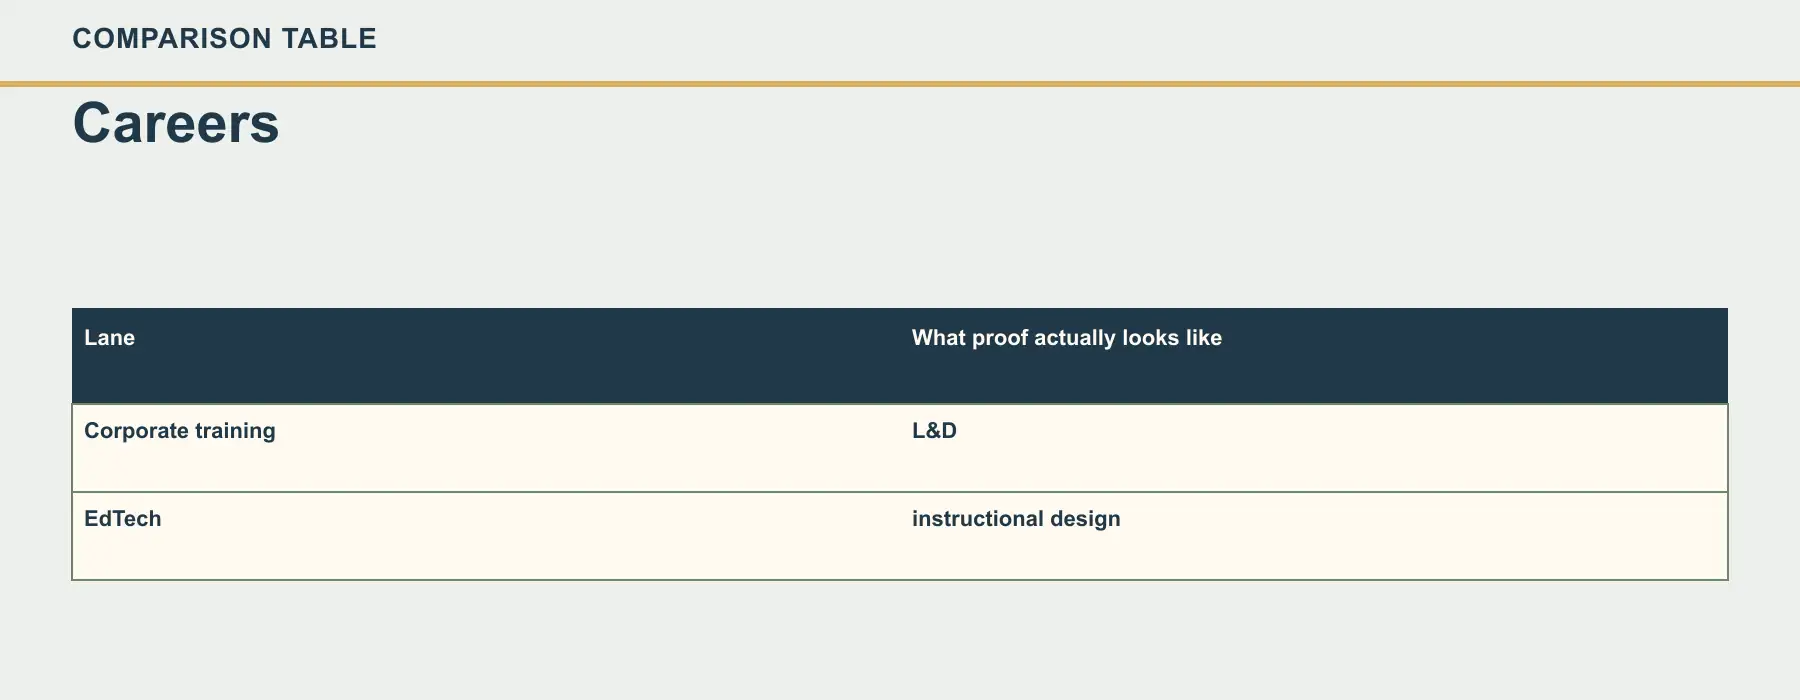 COMPARISON TABLE
Careers
Lane What proof actually looks like
Corporate training L&D
EdTech instructional design